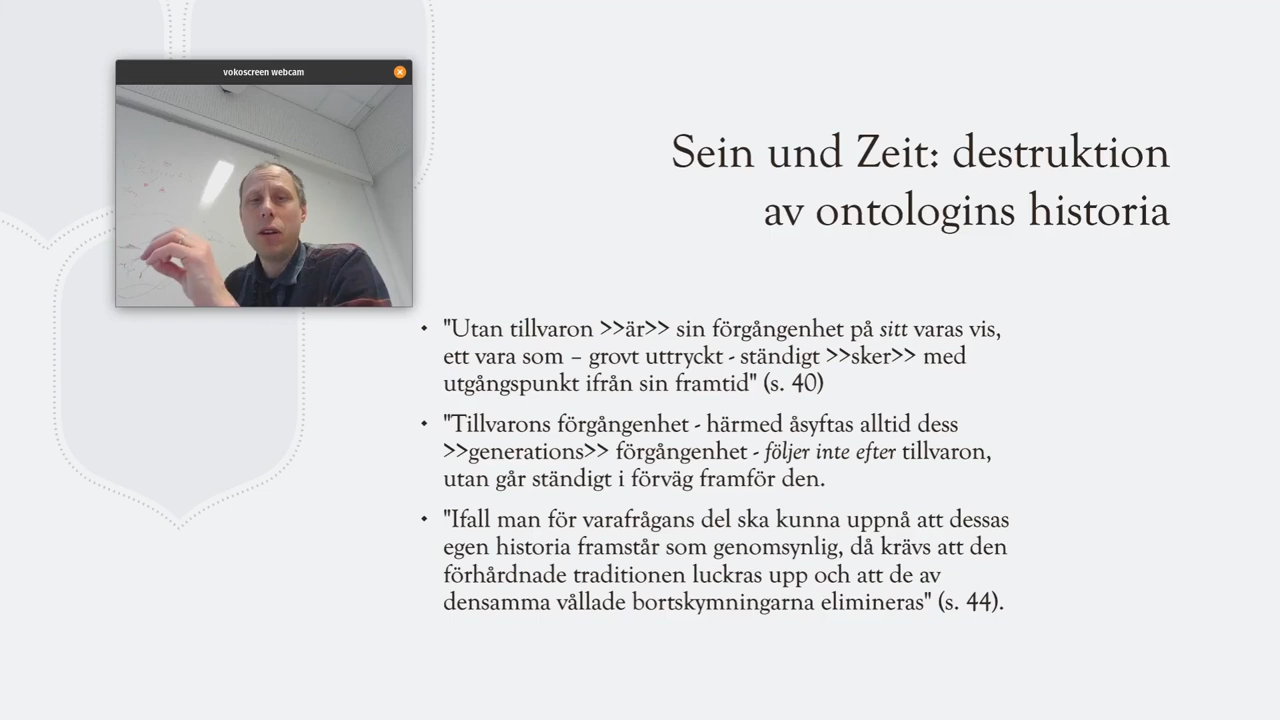 vokoscreen webcam
Sein und Zeit: destruktion
av ontologins historia
• "Utan tillvaron >>är>> sin förgångenhet på sitt varas vis,
ett vara som – grovt uttryckt - ständigt >>sker>> med
utgångspunkt ifrån sin framtid" (s. 40)
• "Tillvarons förgångenhet - härmed åsyftas alltid dess
>>generations>> förgångenhet - följer inte efter tillvaron,
utan går ständigt i förväg framför den.
• "Ifall man för varafrågans del ska kunna uppnå att dessas
egen historia framstår som genomsynlig, då krävs att den
förhårdnade traditionen luckras upp och att de av
densamma vållade bortskymningarna elimineras" (s. 44).